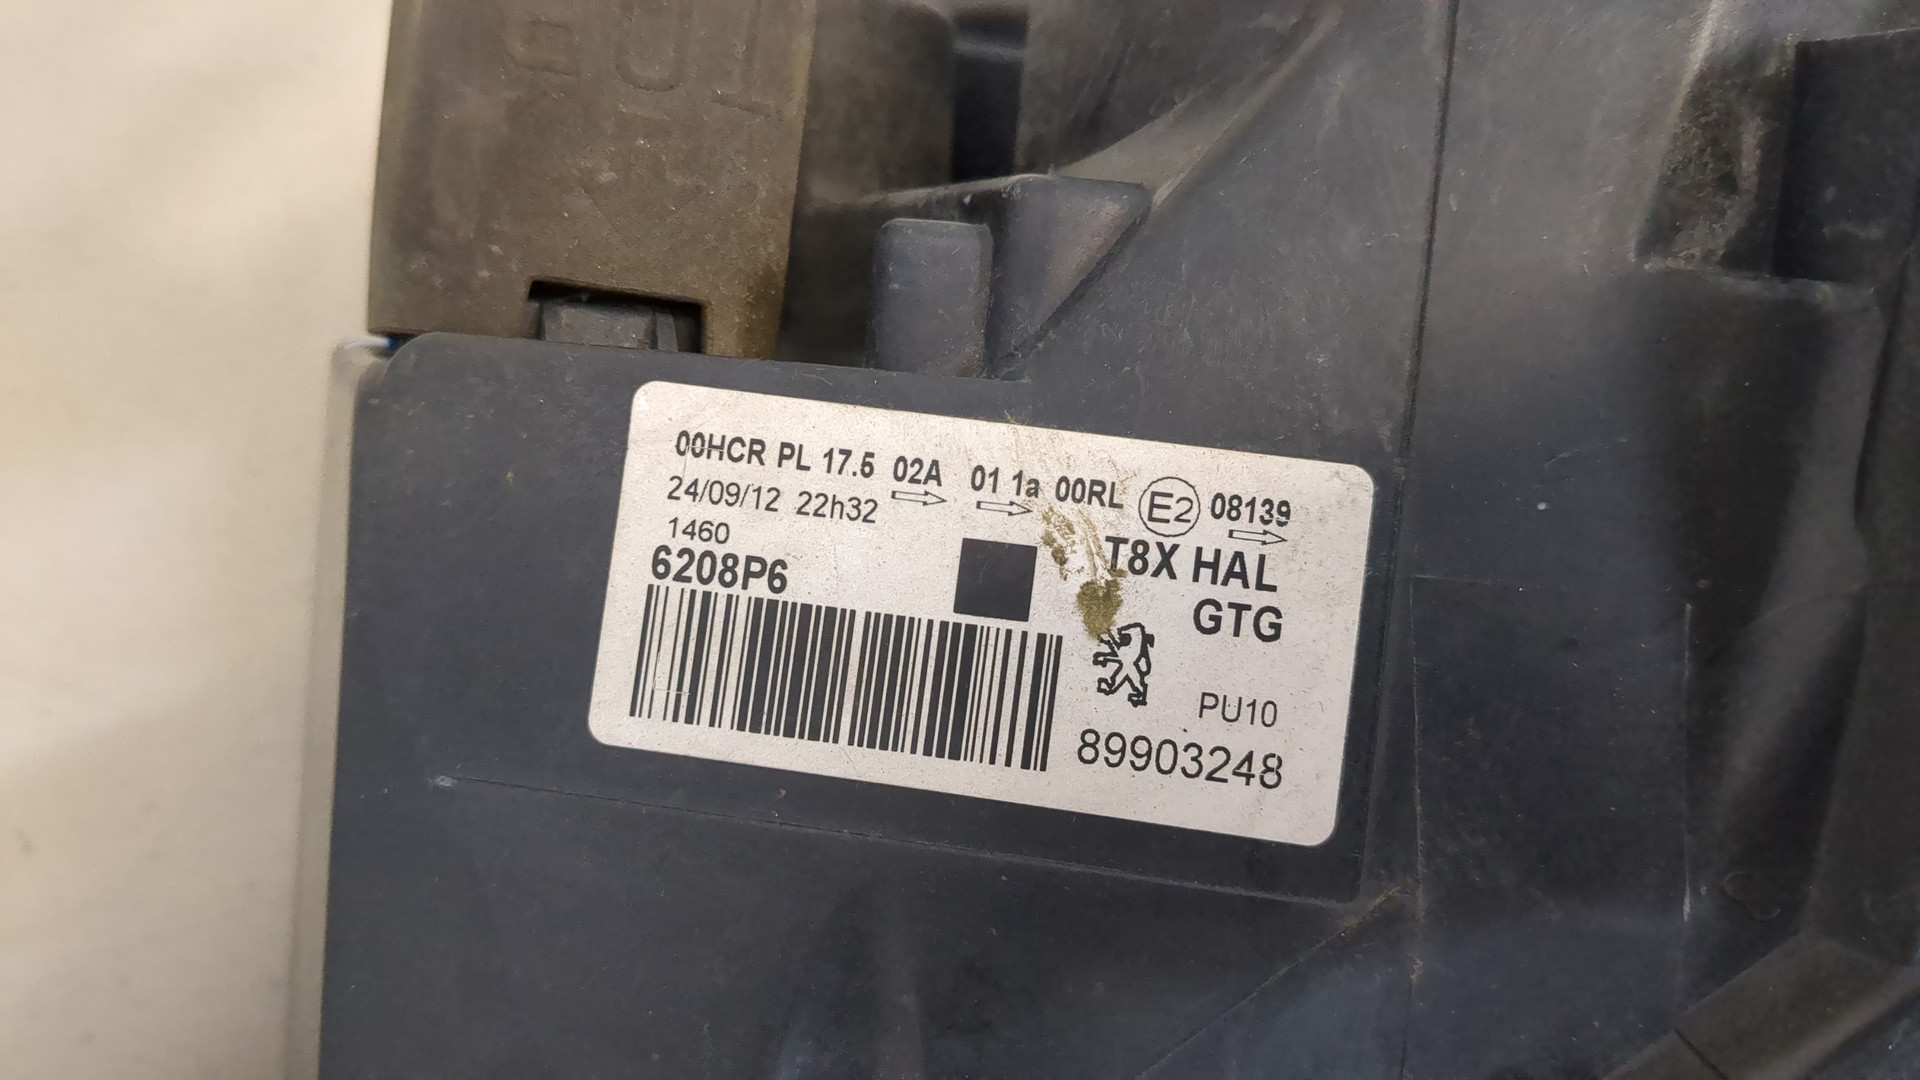 00HCR PL 17.5 02A 01 1a 00RL E2 08139
24/09/12 22h32
1460
T8X HAL
6208P6
GTG
PU10
89903248